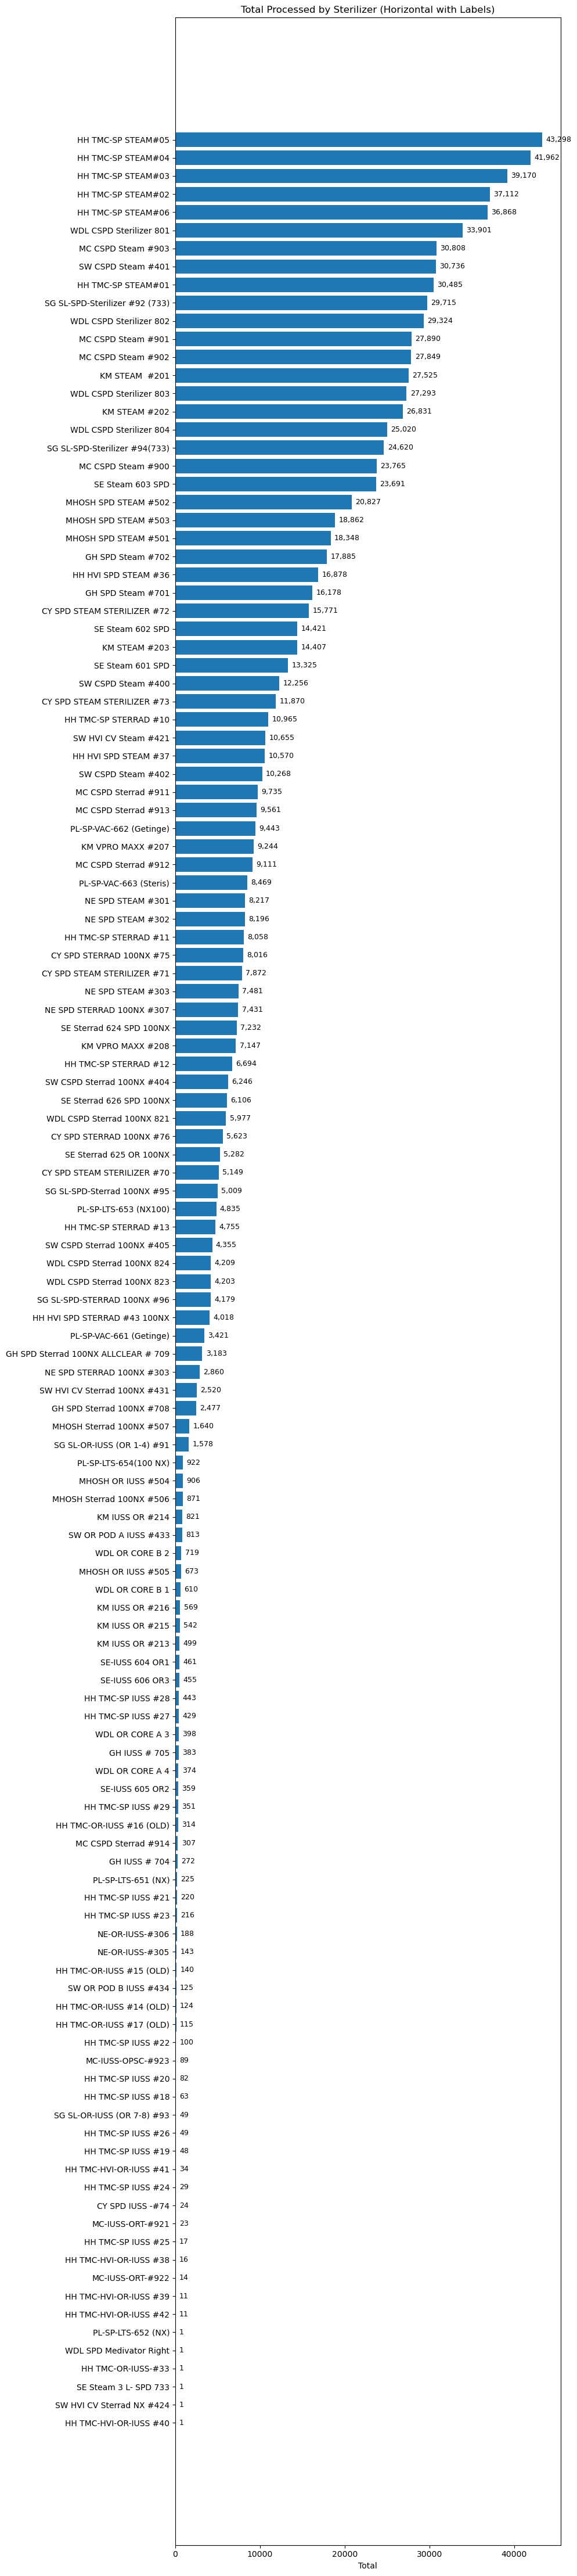 Total Processed by Sterilizer (Horizontal with Labels)
HH TMC-SP STEAM#05 43,298
HH TMC-SP STEAM#04 41,962
HH TMC-SP STEAM#03 39,170
HH TMC-SP STEAM#02 37,112
HH TMC-SP STEAM#06 36,868
WDL CSPD Sterilizer 801 33,901
MC CSPD Steam #903 30,808
SW CSPD Steam #401 30,736
HH TMC-SP STEAM#01 30,485
SG SL-SPD-Sterilizer #92 (733) 29,715
WDL CSPD Sterilizer 802 29,324
MC CSPD Steam #901 27,890
MC CSPD Steam #902 27,849
KM STEAM  #201 27,525
WDL CSPD Sterilizer 803 27,293
KM STEAM #202 26,831
WDL CSPD Sterilizer 804 25,020
SG SL-SPD-Sterilizer #94(733) 24,620
MC CSPD Steam #900 23,765
SE Steam 603 SPD 23,691
MHOSH SPD STEAM #502 20,827
MHOSH SPD STEAM #503 18,862
MHOSH SPD STEAM #501 18,348
GH SPD Steam #702 17,885
HH HVI SPD STEAM #36 16,878
GH SPD Steam #701 16,178
CY SPD STEAM STERILIZER #72 15,771
SE Steam 602 SPD 14,421
KM STEAM #203 14,407
SE Steam 601 SPD 13,325
SW CSPD Steam #400 12,256
CY SPD STEAM STERILIZER #73 11,870
HH TMC-SP STERRAD #10 10,965
SW HVI CV Steam #421 10,655
HH HVI SPD STEAM #37 10,570
SW CSPD Steam #402 10,268
MC CSPD Sterrad #911 9,735
MC CSPD Sterrad #913 9,561
PL-SP-VAC-662 (Getinge) 9,443
KM VPRO MAXX #207 9,244
MC CSPD Sterrad #912 9,111
PL-SP-VAC-663 (Steris) 8,469
NE SPD STEAM #301 8,217
NE SPD STEAM #302 8,196
HH TMC-SP STERRAD #11 8,058
CY SPD STERRAD 100NX #75 8,016
CY SPD STEAM STERILIZER #71 7,872
NE SPD STEAM #303 7,481
NE SPD STERRAD 100NX #307 7,431
SE Sterrad 624 SPD 100NX 7,232
KM VPRO MAXX #208 7,147
HH TMC-SP STERRAD #12 6,694
SW CSPD Sterrad 100NX #404 6,246
SE Sterrad 626 SPD 100NX 6,106
WDL CSPD Sterrad 100NX 821 5,977
CY SPD STERRAD 100NX #76 5,623
SE Sterrad 625 OR 100NX 5,282
CY SPD STEAM STERILIZER #70 5,149
SG SL-SPD-Sterrad 100NX #95 5,009
PL-SP-LTS-653 (NX100) 4,835
HH TMC-SP STERRAD #13 4,755
SW CSPD Sterrad 100NX #405 4,355
WDL CSPD Sterrad 100NX 824 4,209
WDL CSPD Sterrad 100NX 823 4,203
SG SL-SPD-STERRAD 100NX #96 4,179
HH HVI SPD STERRAD #43 100NX 4,018
PL-SP-VAC-661 (Getinge) 3,421
GH SPD Sterrad 100NX ALLCLEAR # 709 3,183
NE SPD STERRAD 100NX #303 2,860
SW HVI CV Sterrad 100NX #431 2,520
GH SPD Sterrad 100NX #708 2,477
MHOSH Sterrad 100NX #507 1,640
SG SL-OR-IUSS (OR 1-4) #91 1,578
PL-SP-LTS-654(100 NX) 922
MHOSH OR IUSS #504 906
MHOSH Sterrad 100NX #506 871
KM IUSS OR #214 821
SW OR POD A IUSS #433 813
WDL OR CORE B 2 719
MHOSH OR IUSS #505 673
WDL OR CORE B 1 610
KM IUSS OR #216 569
KM IUSS OR #215 542
KM IUSS OR #213 499
SE-IUSS 604 OR1 461
SE-IUSS 606 OR3 455
HH TMC-SP IUSS #28 443
HH TMC-SP IUSS #27 429
WDL OR CORE A 3 398
GH IUSS # 705 383
WDL OR CORE A 4 374
SE-IUSS 605 OR2 359
HH TMC-SP IUSS #29 351
HH TMC-OR-IUSS #16 (OLD) 314
MC CSPD Sterrad #914 307
GH IUSS # 704 272
PL-SP-LTS-651 (NX) 225
HH TMC-SP IUSS #21 220
HH TMC-SP IUSS #23 216
NE-OR-IUSS-#306 188
NE-OR-IUSS-#305 143
HH TMC-OR-IUSS #15 (OLD) 140
SW OR POD B IUSS #434 125
HH TMC-OR-IUSS #14 (OLD) 124
HH TMC-OR-IUSS #17 (OLD) 115
HH TMC-SP IUSS #22 100
MC-IUSS-OPSC-#923 89
HH TMC-SP IUSS #20 82
HH TMC-SP IUSS #18 63
SG SL-OR-IUSS (OR 7-8) #93 49
HH TMC-SP IUSS #26 49
HH TMC-SP IUSS #19 48
HH TMC-HVI-OR-IUSS #41 34
HH TMC-SP IUSS #24 29
CY SPD IUSS -#74 24
MC-IUSS-ORT-#921 23
HH TMC-SP IUSS #25 17
HH TMC-HVI-OR-IUSS #38 16
MC-IUSS-ORT-#922 14
HH TMC-HVI-OR-IUSS #39 11
HH TMC-HVI-OR-IUSS #42 11
PL-SP-LTS-652 (NX) 1
WDL SPD Medivator Right 1
HH TMC-OR-IUSS-#33 1
SE Steam 3 L- SPD 733 1
SW HVI CV Sterrad NX #424 1
HH TMC-HVI-OR-IUSS #40 1
0 10000 20000 30000 40000
Total